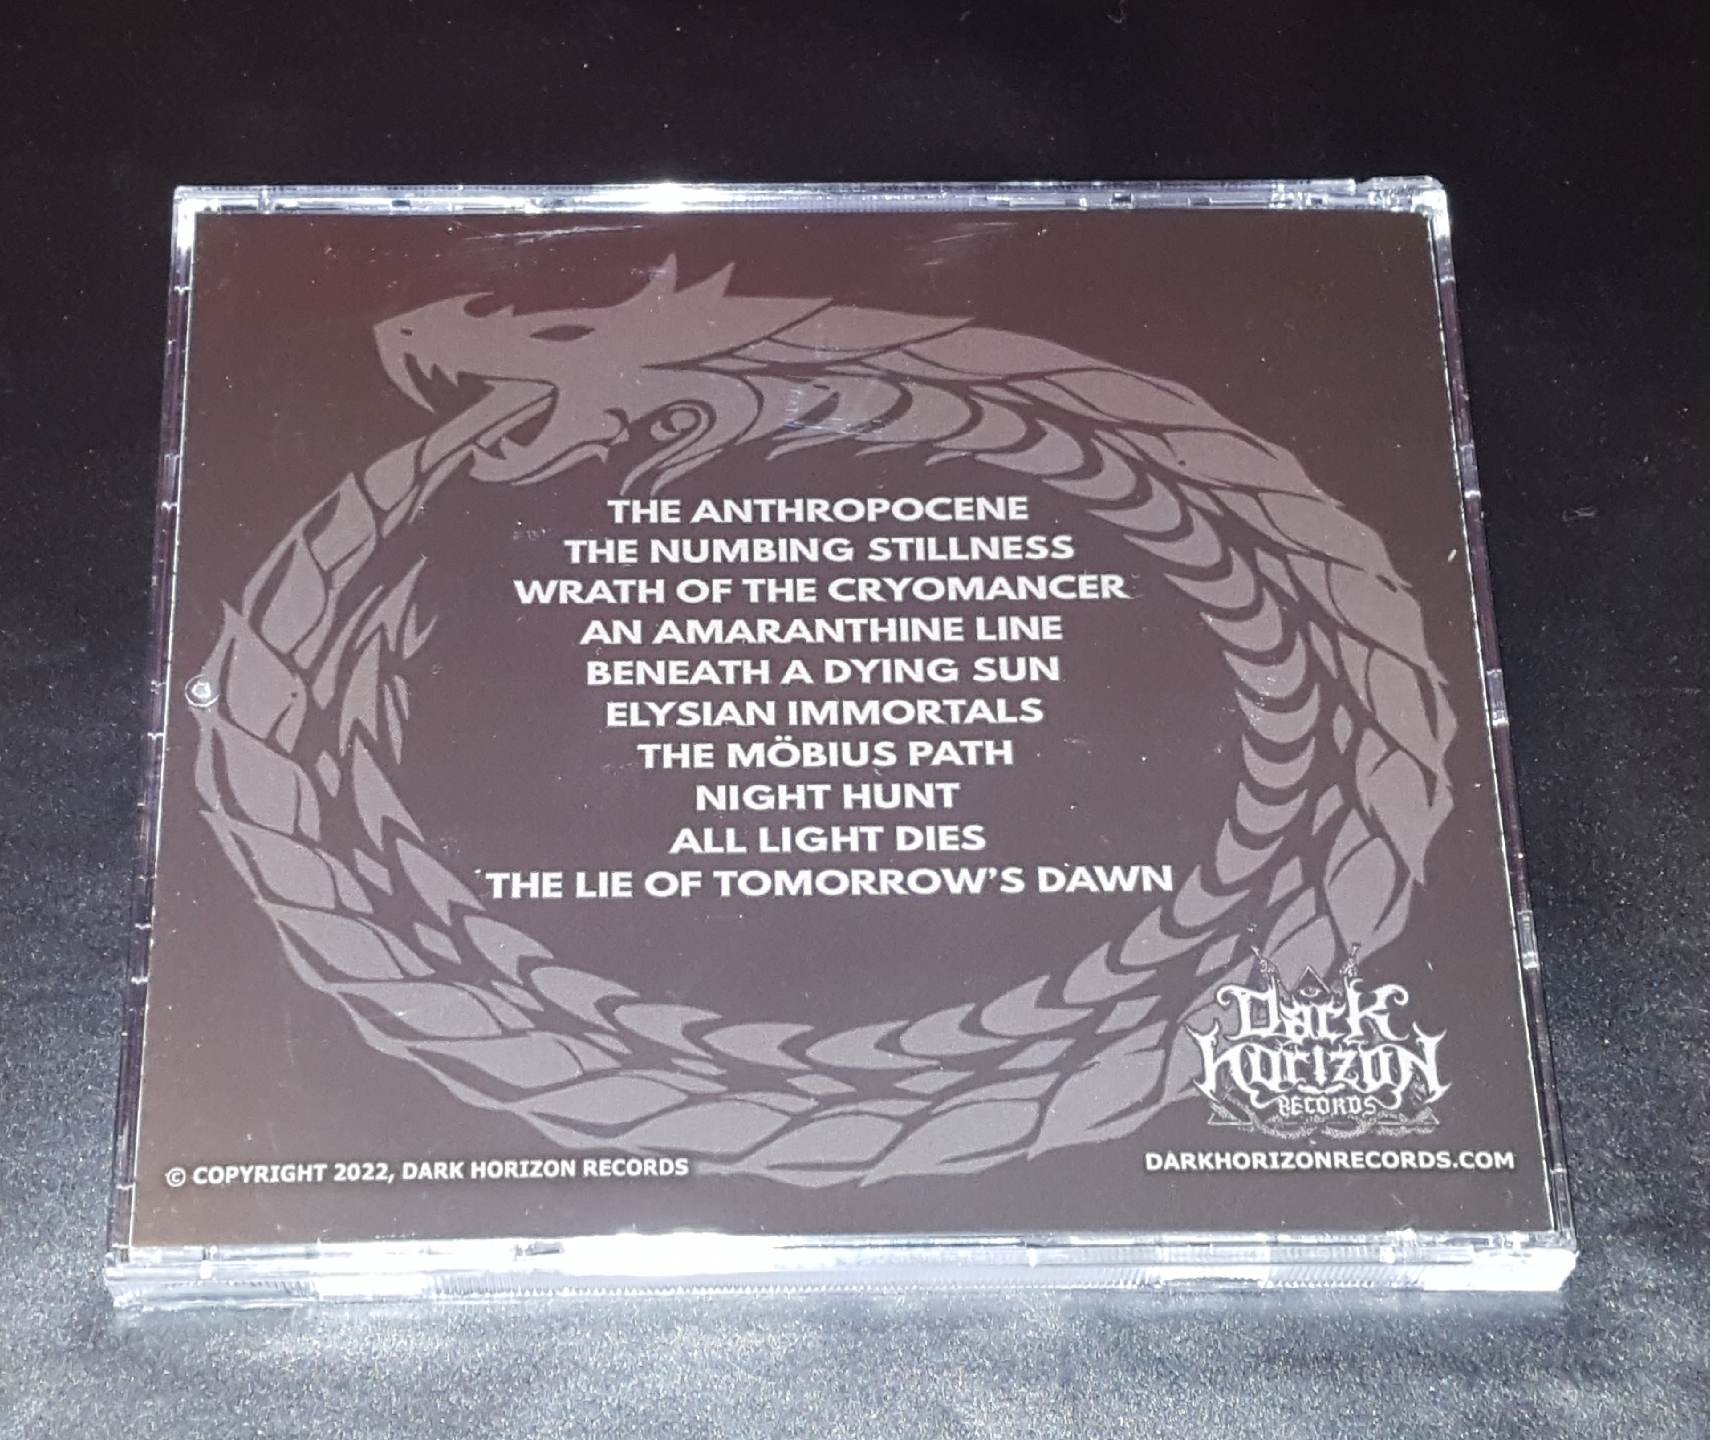 THE ANTHROPOCENE
THE NUMBING STILLNESS
WRATH OF THE CRYOMANCER
AN AMARANTHINE LINE
BENEATH A DYING SUN
ELYSIAN IMMORTALS
THE MÖBIUS PATH
NIGHT HUNT
ALL LIGHT DIES
THE LIE OF TOMORROW'S DAWN
Dark
Horizon
RECORDS
© COPYRIGHT 2022, DARK HORIZON RECORDS
DARKHORIZONRECORDS.COM